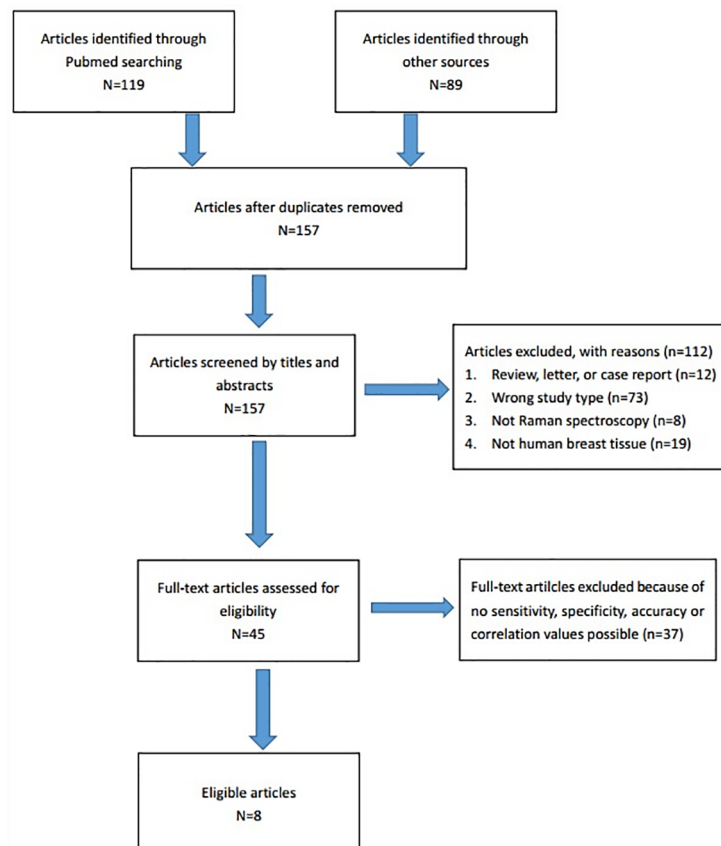 Articles identified through
Pubmed searching
N=119
Articles identified through
other sources
N=89
Articles after duplicates removed
N=157
Articles screened by titles and
abstracts
N=157
Articles excluded, with reasons (n=112)
1. Review, letter, or case report (n=12)
2. Wrong study type (n=73)
3. Not Raman spectroscopy (n=8)
4. Not human breast tissue (n=19)
Full-text articles assessed for
eligibility
N=45
Full-text artilcles excluded because of
no sensitivity, specificity, accuracy or
correlation values possible (n=37)
Eligible articles
N=8